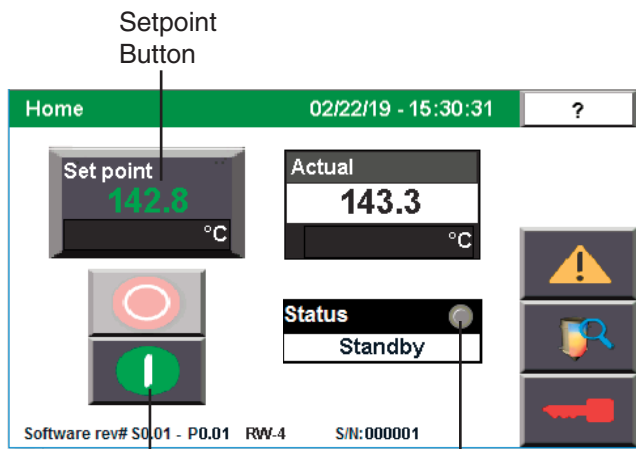 Setpoint
Button
Home 02/22/19 - 15:30:31 ?
Set point Actual
142.8 143.3
°C °C
Status
Standby
Software rev# S0.01 - P0.01 RW-4 S/N:000001